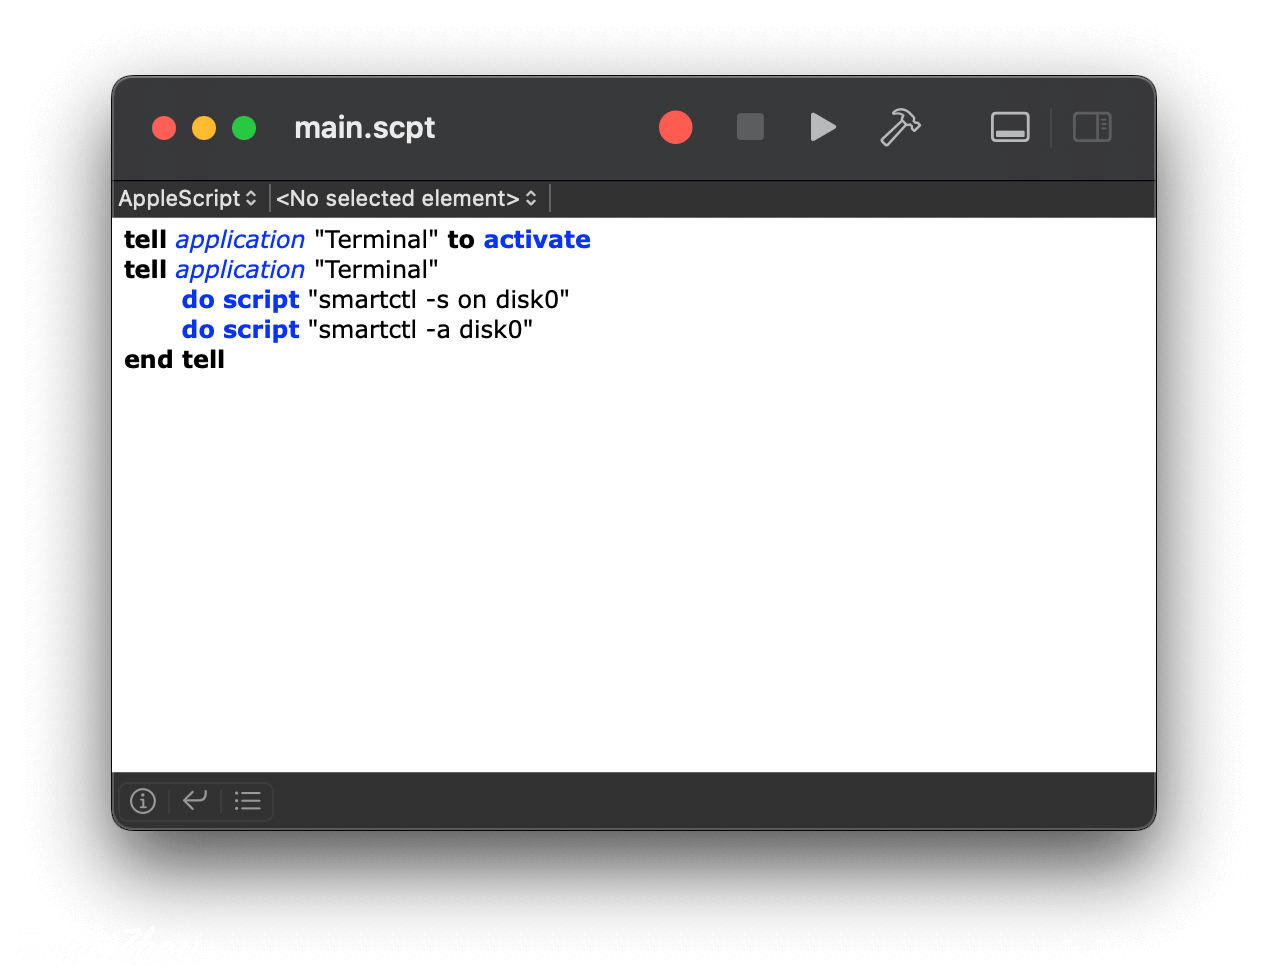 main.scpt
AppleScript <No selected element>
tell application "Terminal" to activate
tell application "Terminal"
do script "smartctl -s on disk0"
do script "smartctl -a disk0"
end tell